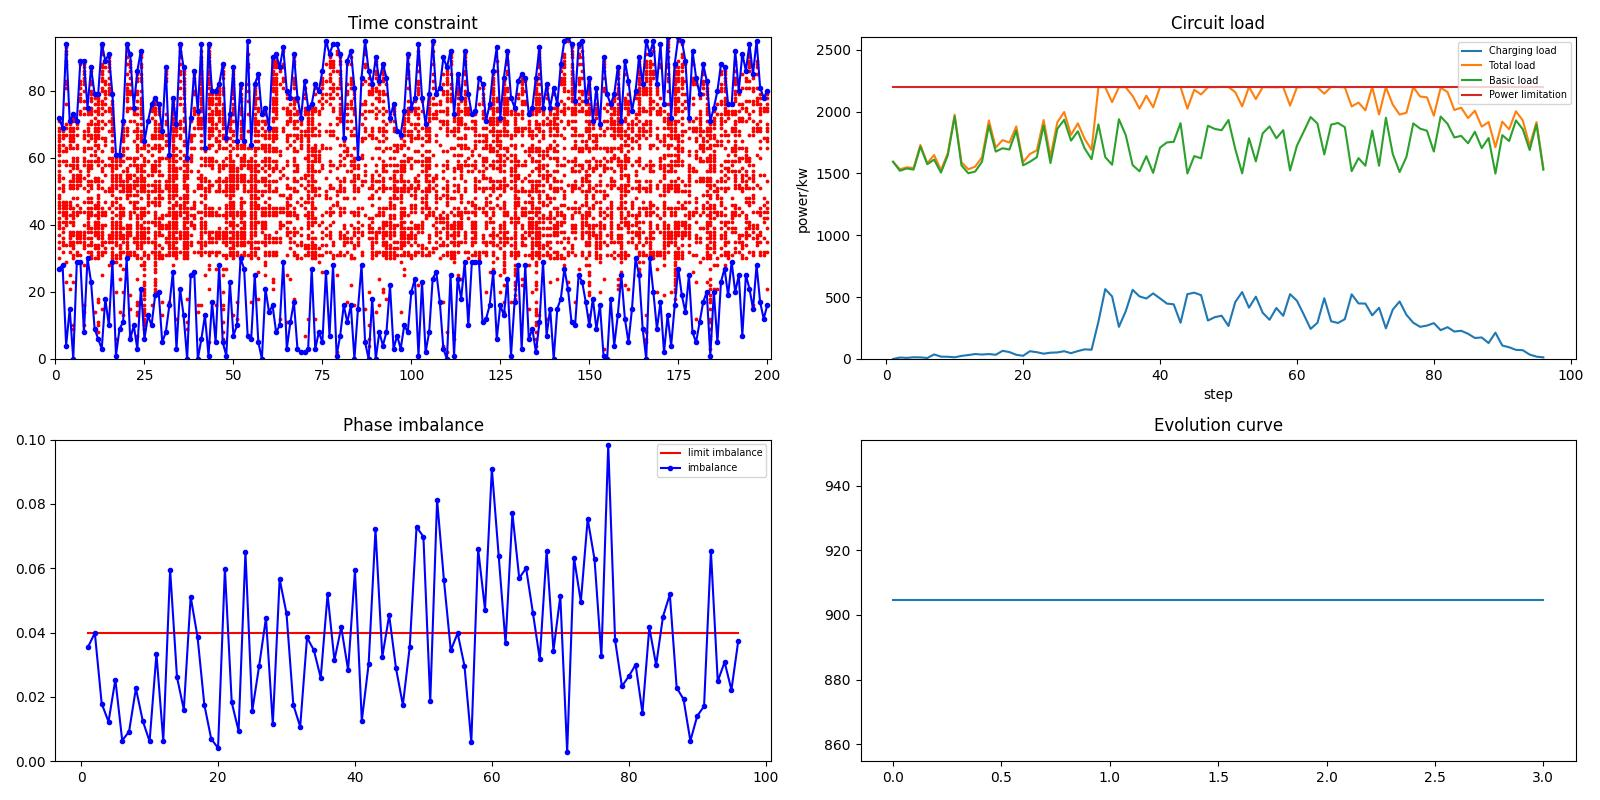 Time constraint
80
60
40
20
0
0 25 50 75 100 125 150 175 200
Circuit load
2500
2000
1500
1000
500
0
power/kw
Charging load
Total load
Basic load
Power limitation
0 20 40 60 80 100
step
Phase imbalance
0.10
0.08
0.06
0.04
0.02
0.00
limit imbalance
imbalance
0 20 40 60 80 100
Evolution curve
940
920
900
880
860
0.0 0.5 1.0 1.5 2.0 2.5 3.0